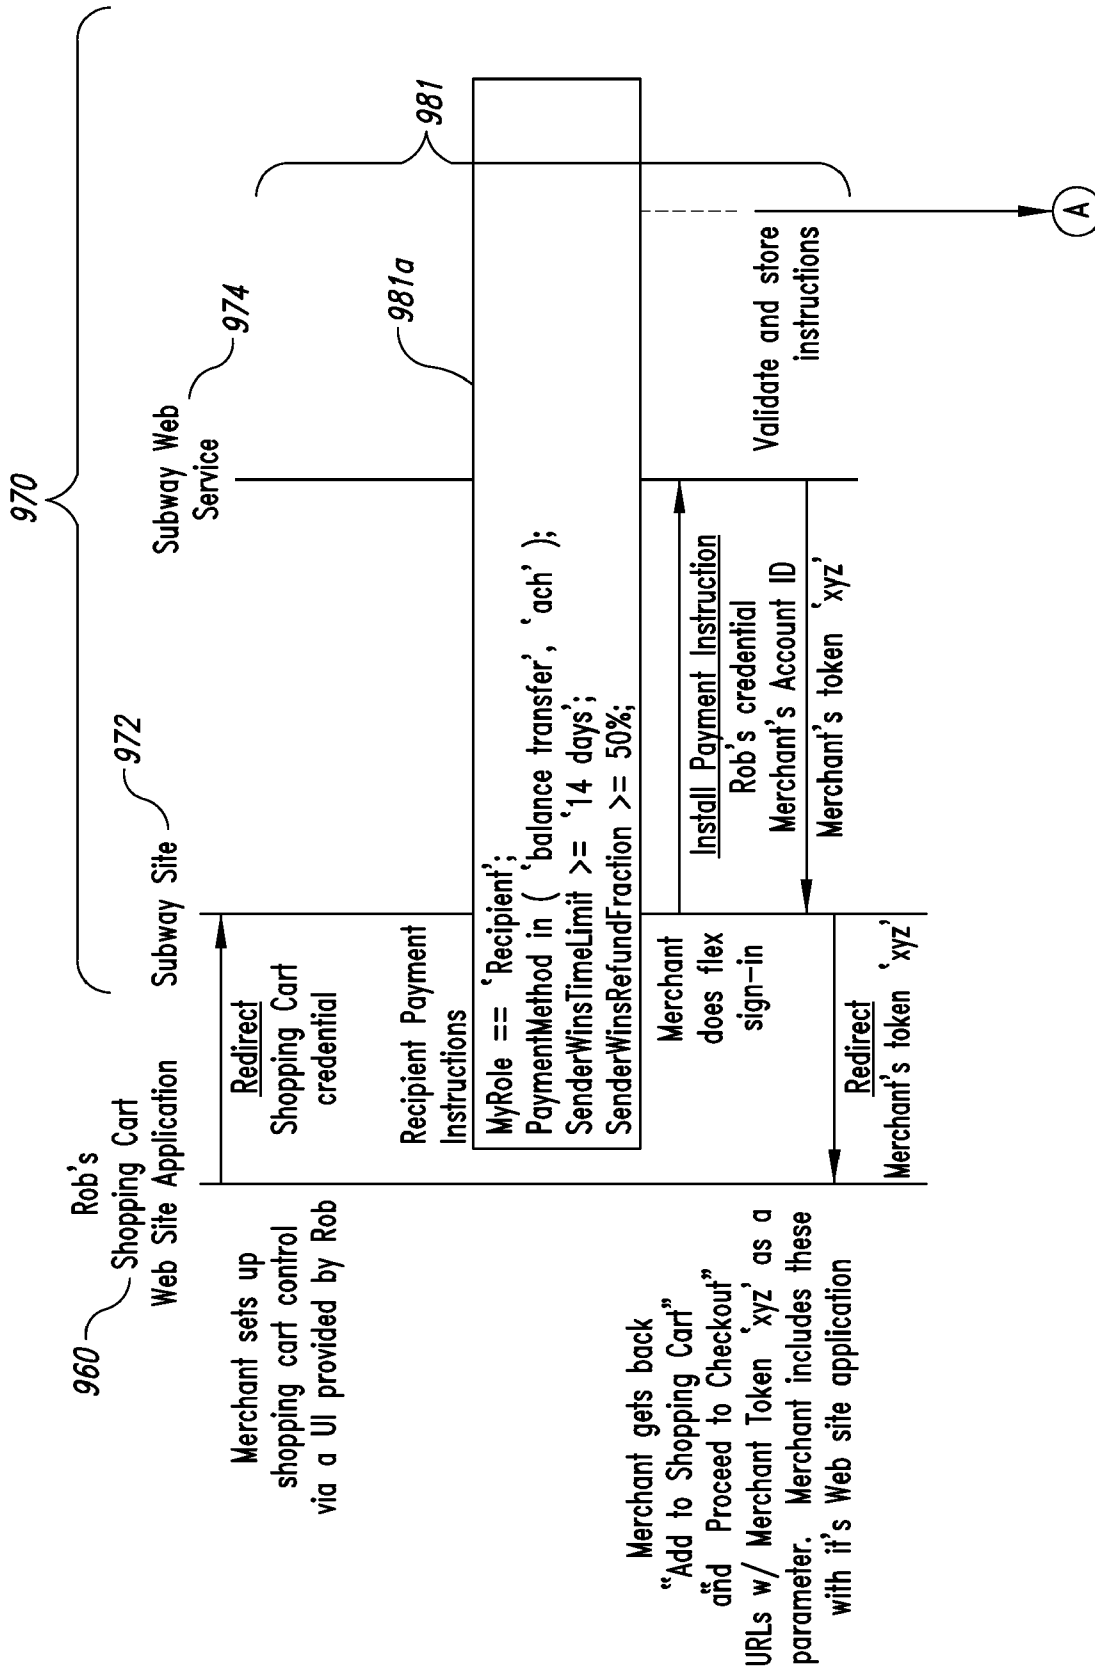 970
Rob's
Shopping Cart
Web Site Application
960
Subway Site
972
Subway Web
Service
974
Merchant sets up
shopping cart control
via a UI provided by Rob
Redirect
Shopping Cart
credential
981
Recipient Payment
Instructions
981a
MyRole == ‘Recipient’;
PaymentMethod in ( ‘balance transfer’, ‘ach’ );
SenderWinsTimeLimit >= ‘14 days’;
SenderWinsRefundFraction >= 50%;
Merchant
does flex
sign-in
Install Payment Instruction
Rob's credential
Merchant's Account ID
Merchant's token ‘xyz’
Validate and store
instructions
Merchant gets back
“Add to Shopping Cart”
and “Proceed to Checkout”
URLs w/ Merchant Token ‘xyz’ as a
parameter. Merchant includes these
with it's Web site application
Redirect
Merchant's token ‘xyz’
A